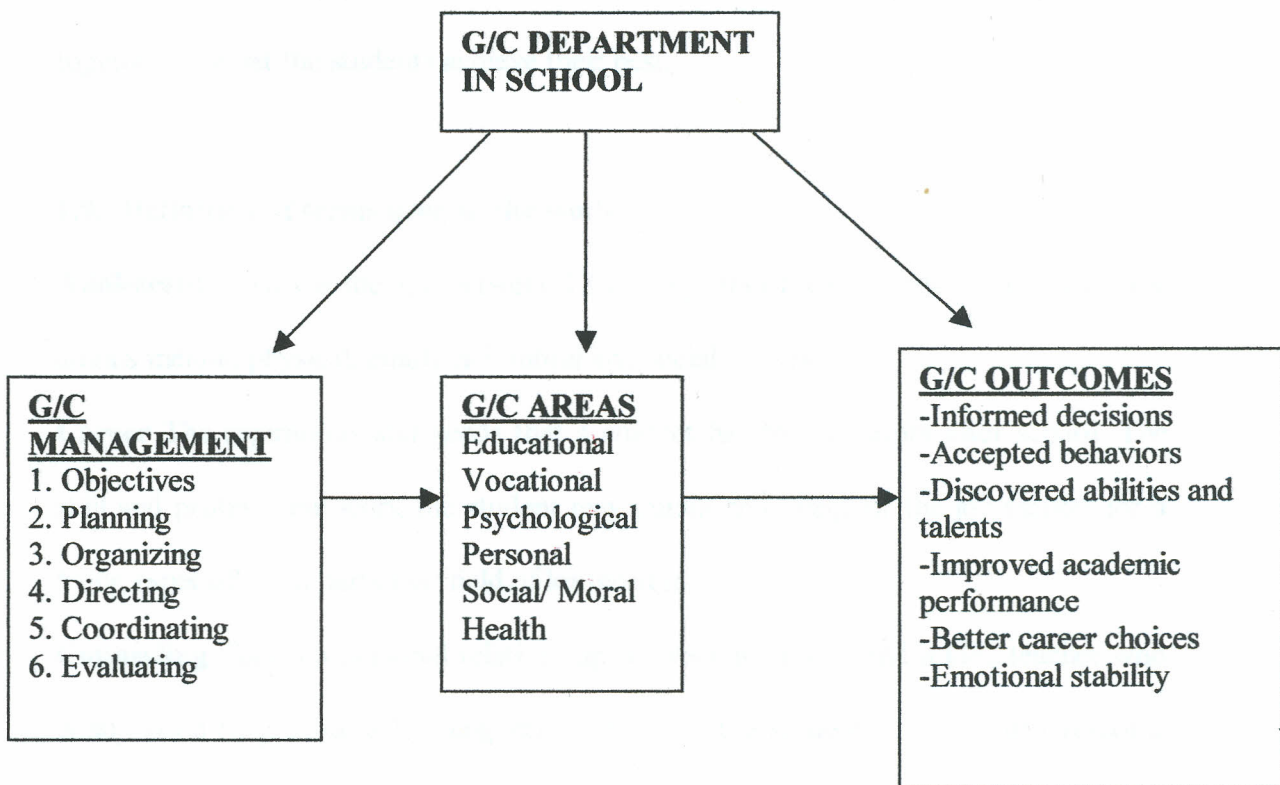 G/C DEPARTMENT
IN SCHOOL
G/C
MANAGEMENT
1. Objectives
2. Planning
3. Organizing
4. Directing
5. Coordinating
6. Evaluating
G/C AREAS
Educational
Vocational
Psychological
Personal
Social/ Moral
Health
G/C OUTCOMES
-Informed decisions
-Accepted behaviors
-Discovered abilities and
talents
-Improved academic
performance
-Better career choices
-Emotional stability